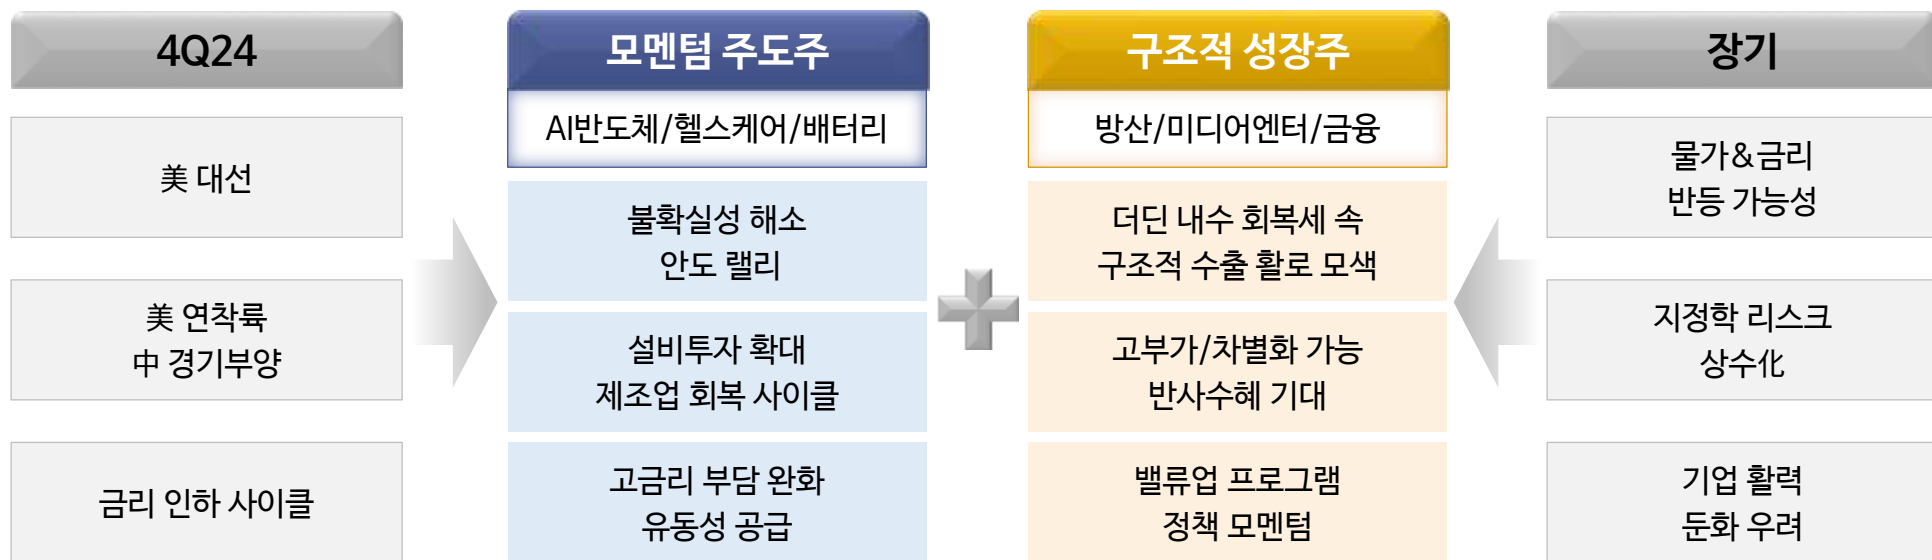 4Q24
美 대선
美 연착륙
中 경기부양
금리 인하 사이클
모멘텀 주도주
AI반도체/헬스케어/배터리
불확실성 해소
안도 랠리
설비투자 확대
제조업 회복 사이클
고금리 부담 완화
유동성 공급
구조적 성장주
방산/미디어엔터/금융
더딘 내수 회복세 속
구조적 수출 활로 모색
고부가/차별화 가능
반사수혜 기대
밸류업 프로그램
정책 모멘텀
장기
물가&금리
반등 가능성
지정학 리스크
상수化
기업 활력
둔화 우려